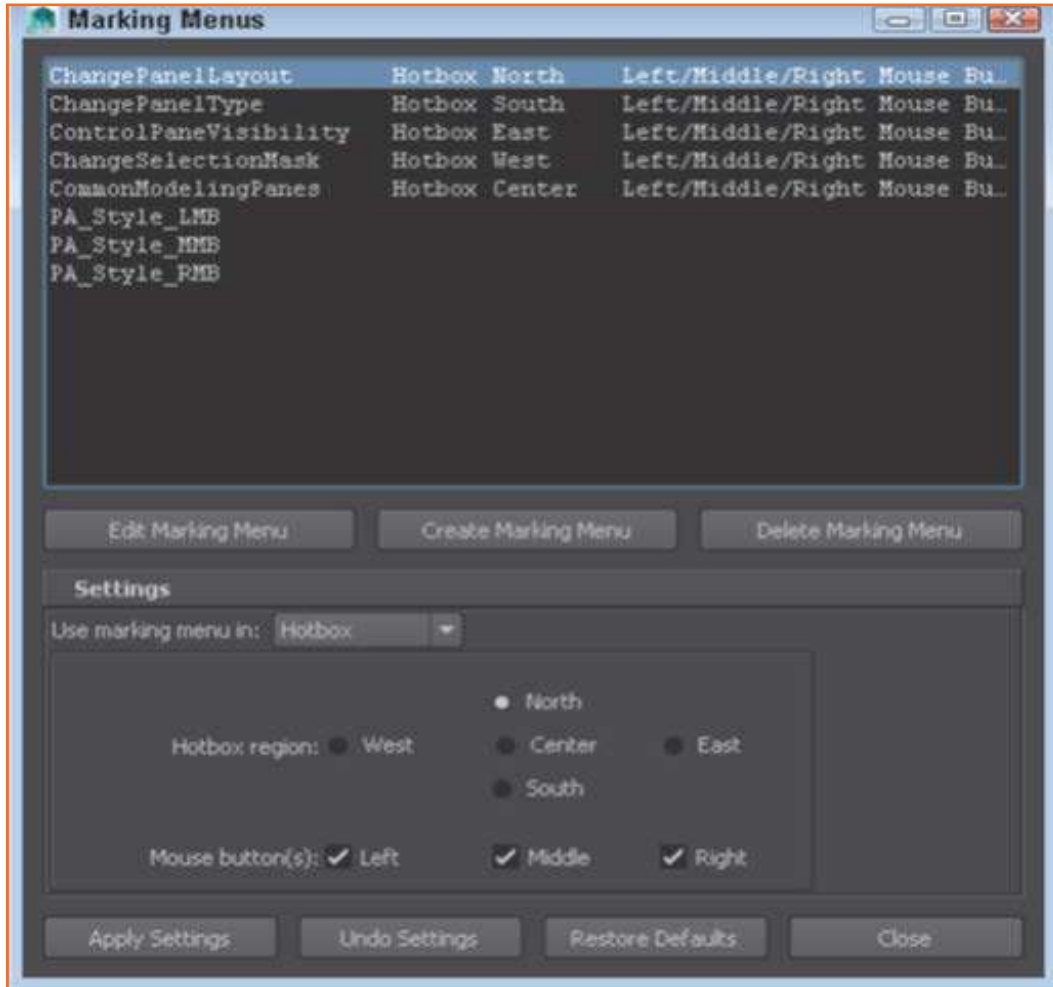 Marking Menus
ChangePanelLayout Hotbox North Left/Middle/Right Mouse Bu…
ChangePanelType Hotbox South Left/Middle/Right Mouse Bu…
ControlPaneVisibility Hotbox East Left/Middle/Right Mouse Bu…
ChangeSelectionMask Hotbox West Left/Middle/Right Mouse Bu…
CommonModelingPanes Hotbox Center Left/Middle/Right Mouse Bu…
PA_Style_LMB
PA_Style_MMB
PA_Style_RMB
Edit Marking Menu Create Marking Menu Delete Marking Menu
Settings
Use marking menu in: Hotbox
North
Hotbox region: West Center East
South
Mouse button(s): Left Middle Right
Apply Settings Undo Settings Restore Defaults Close